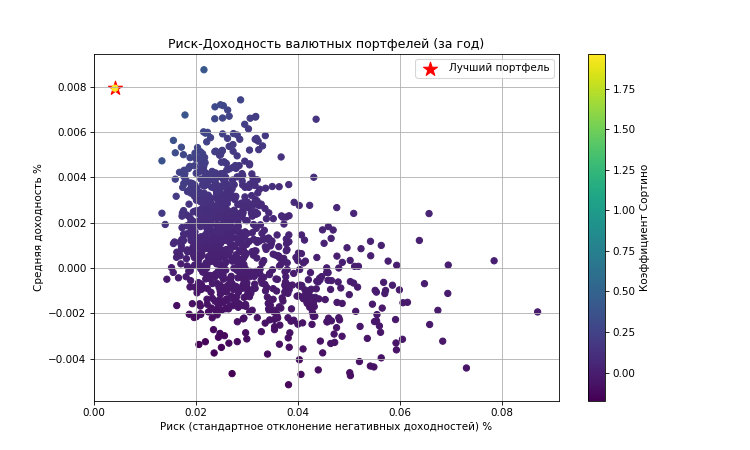 Риск-Доходность валютных портфелей (за год)
Лучший портфель
Средняя доходность %
0.008
0.006
0.004
0.002
0.000
−0.002
−0.004
0.00 0.02 0.04 0.06 0.08
Риск (стандартное отклонение негативных доходностей) %
1.75
1.50
1.25
1.00
0.75
0.50
0.25
0.00
Коэффициент Сортино